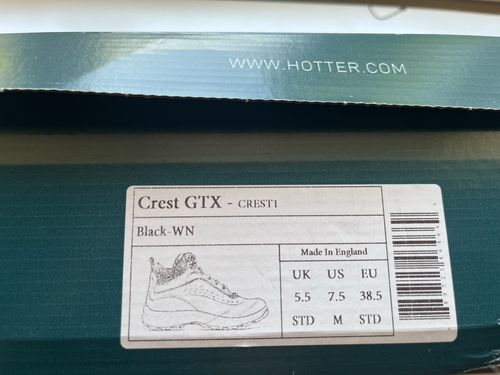 WWW.HOTTER.COM
Crest GTX - CREST1
Black-WN
Made In England
UK US EU
5.5 7.5 38.5
STD M STD